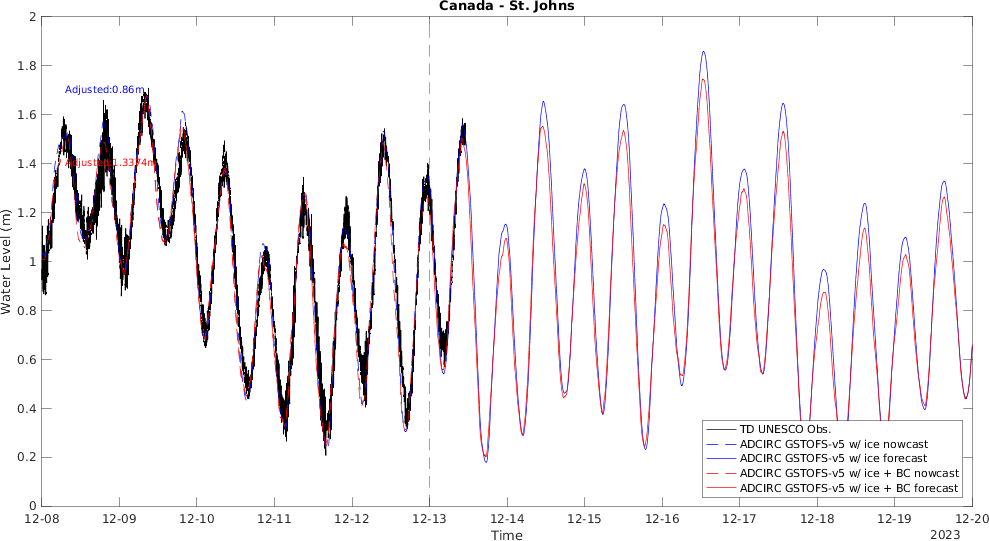 Canada - St. Johns
Water Level (m)
2
1.8
1.6
1.4
1.2
1
0.8
0.6
0.4
0.2
0
Adjusted:0.86m
Adjusted:1.3374m
TD UNESCO Obs.
ADCIRC GSTOFS-v5 w/ ice nowcast
ADCIRC GSTOFS-v5 w/ ice forecast
ADCIRC GSTOFS-v5 w/ ice + BC nowcast
ADCIRC GSTOFS-v5 w/ ice + BC forecast
12-08 12-09 12-10 12-11 12-12 12-13 12-14 12-15 12-16 12-17 12-18 12-19 12-20
Time
2023